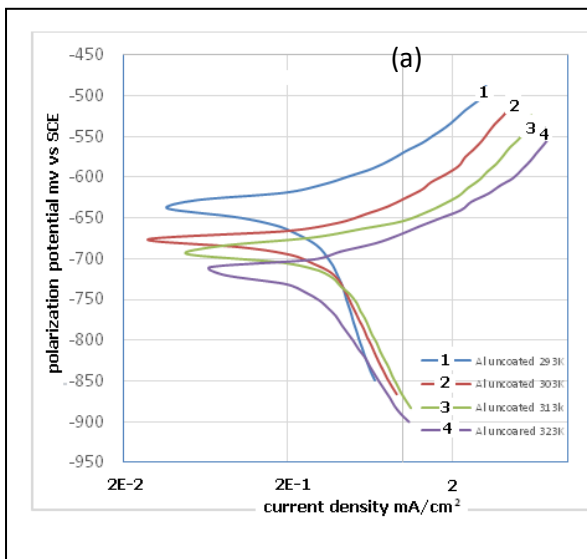 (a)
polarization potential mv vs SCE
-450
-500
-550
-600
-650
-700
-750
-800
-850
-900
-950
1
2
3
4
1 Al uncoated 293K
2 Al uncoated 303K
3 Al uncoated 313k
4 Al uncoared 323K
2E-2 2E-1 2
current density mA/cm²